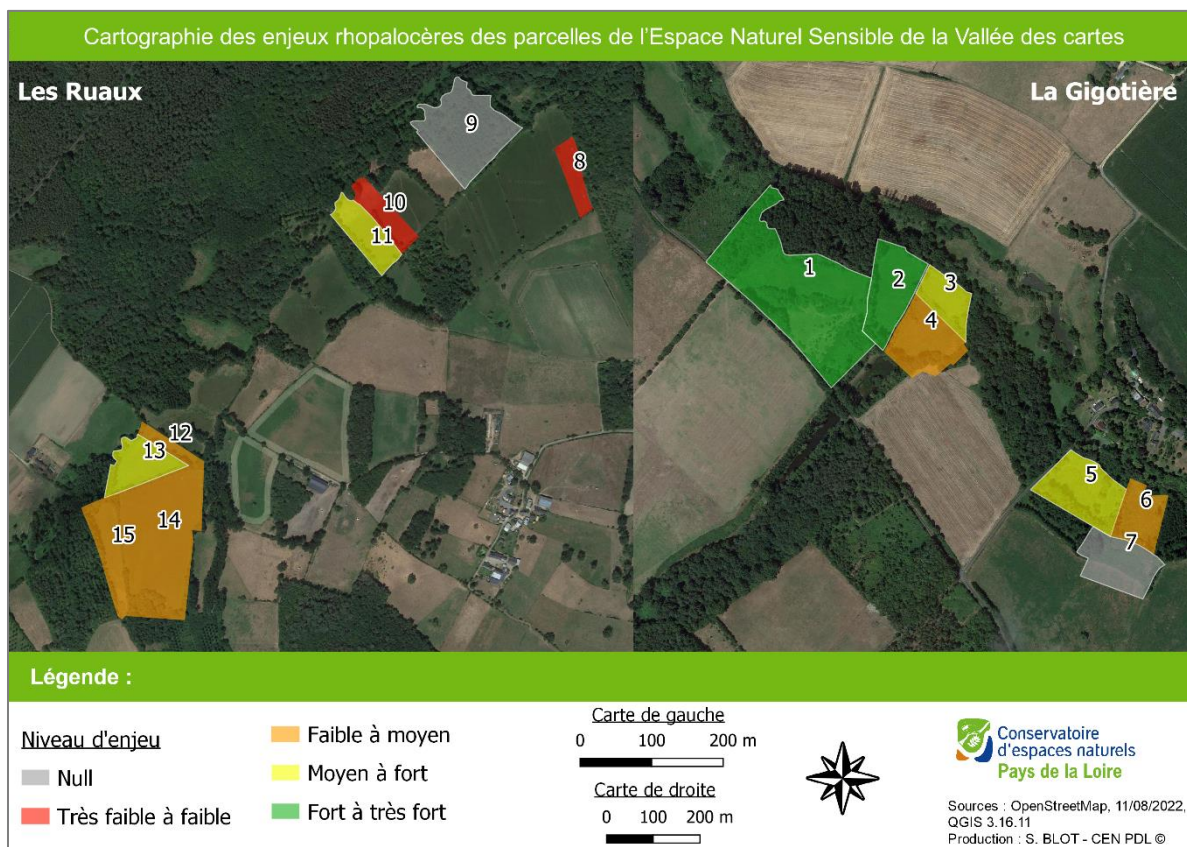 Cartographie des enjeux rhopalocères des parcelles de l'Espace Naturel Sensible de la Vallée des cartes
Les Ruaux
La Gigotière
9
8
10
11
12
13
14
15
1
2
3
4
5
6
7
Légende :
Niveau d'enjeu
Null
Très faible à faible
Faible à moyen
Moyen à fort
Fort à très fort
Carte de gauche
0 100 200 m
Carte de droite
0 100 200 m
Conservatoire
d'espaces naturels
Pays de la Loire
Sources : OpenStreetMap, 11/08/2022,
QGIS 3.16.11
Production : S. BLOT - CEN PDL ©